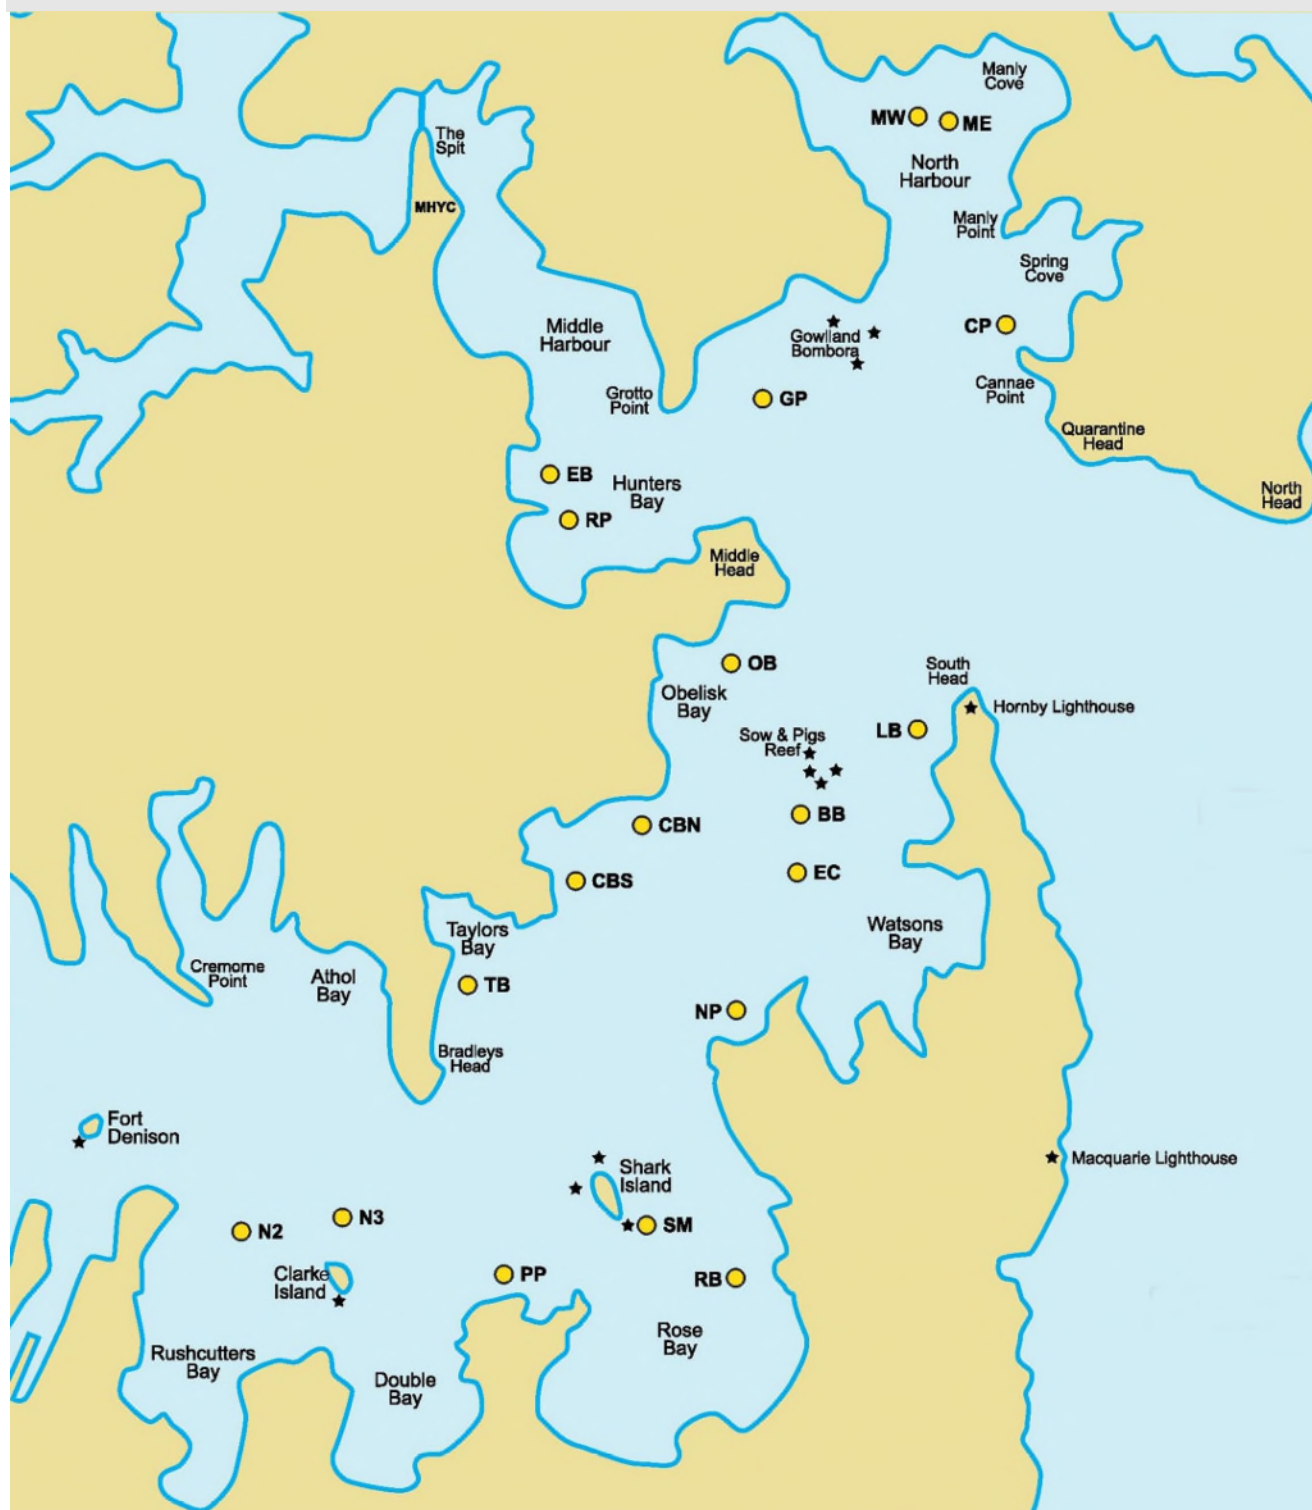 Manly
Cove
MW
ME
North
Harbour
The
Spit
MHYC
Manly
Point
Spring
Cove
Middle
Harbour
Gowlland
Bombora
CP
Grotto
Point
GP
Cannae
Point
Quarantine
Head
EB
Hunters
Bay
North
Head
RP
Middle
Head
OB
Obelisk
Bay
South
Head
Hornby Lighthouse
LB
Sow & Pigs
Reef
BB
CBN
EC
CBS
Taylors
Bay
Watsons
Bay
Cremorne
Point
Athol
Bay
TB
NP
Bradleys
Head
Fort
Denison
Shark
Island
Macquarie Lighthouse
N2
N3
SM
Clarke
Island
PP
RB
Rushcutters
Bay
Rose
Bay
Double
Bay